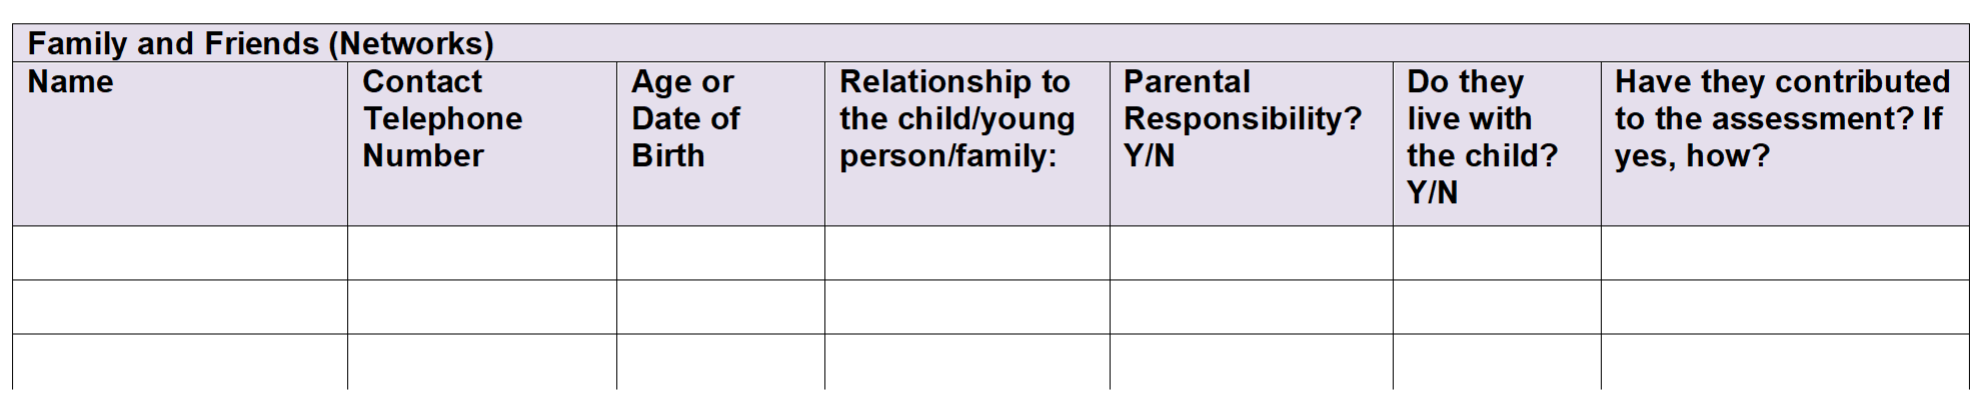 Family and Friends (Networks)
Name
Contact
Telephone
Number
Age or
Date of
Birth
Relationship to
the child/young
person/family:
Parental
Responsibility?
Y/N
Do they
live with
the child?
Y/N
Have they contributed
to the assessment? If
yes, how?